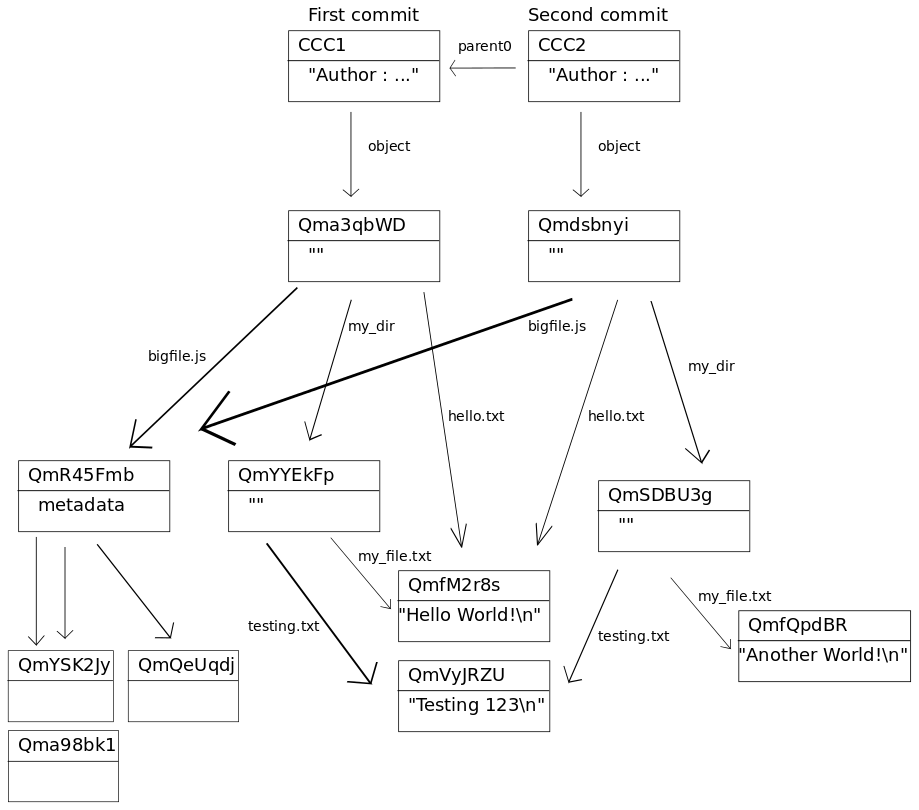 First commit
Second commit
CCC1
"Author : ..."
parent0
CCC2
"Author : ..."
object
object
Qma3qbWD
""
Qmdsbnyi
""
bigfile.js
my_dir
bigfile.js
my_dir
hello.txt
hello.txt
QmR45Fmb
metadata
QmYYEkFp
""
QmSDBU3g
""
my_file.txt
testing.txt
QmfM2r8s
"Hello World!\n"
my_file.txt
testing.txt
QmfQpdBR
"Another World!\n"
QmYSK2Jy
QmQeUqdj
QmVyJRZU
"Testing 123\n"
Qma98bk1